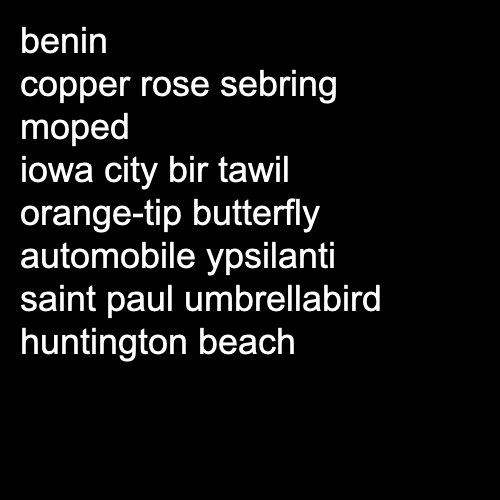 benin
copper rose sebring
moped
iowa city bir tawil
orange-tip butterfly
automobile ypsilanti
saint paul umbrellabird
huntington beach